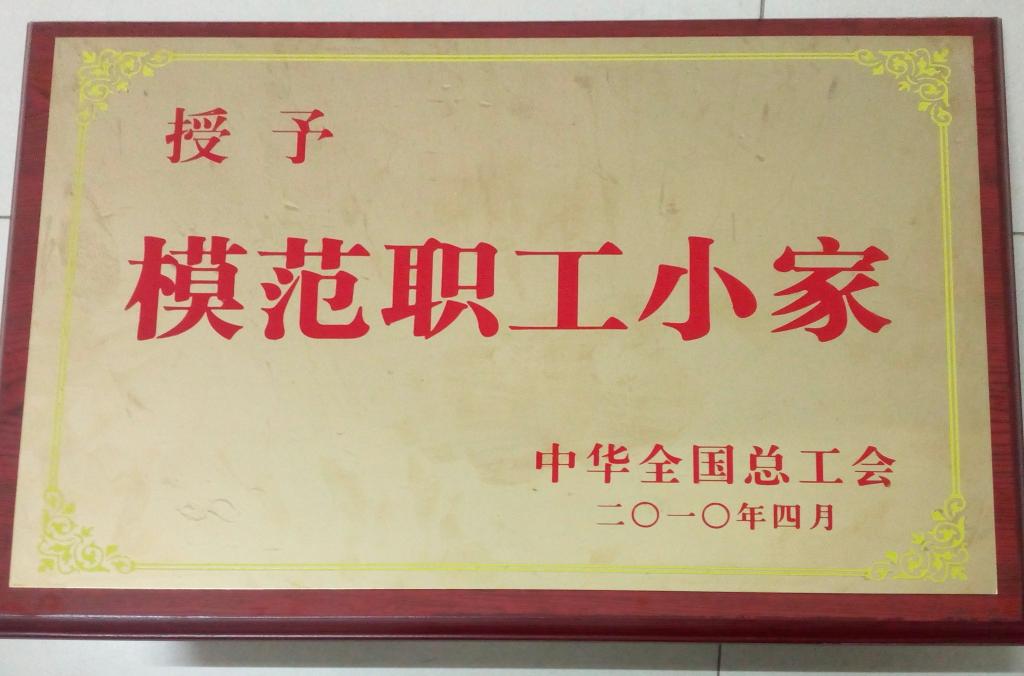 授予
模范职工小家
中华全国总工会
二〇一〇年四月